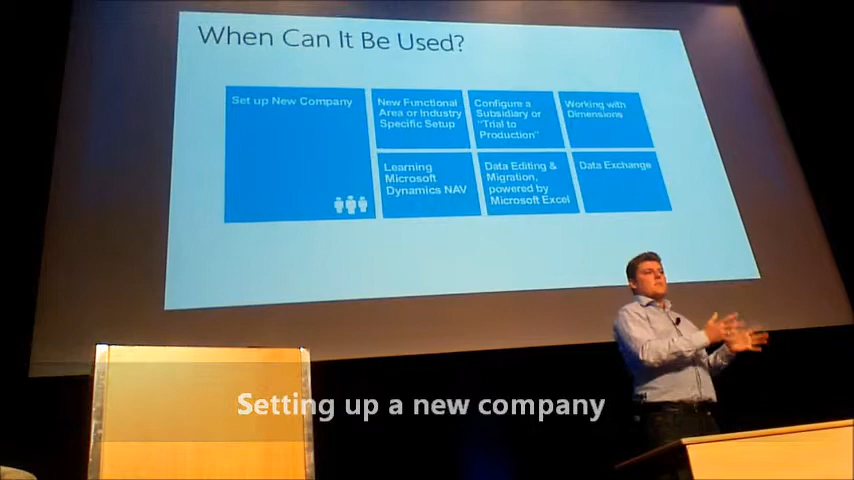 When Can It Be Used?
Set up New Company
New Functional
Area or Industry
Specific Setup
Configure a
Subsidiary or
"Trial to
Production"
Working with
Dimensions
Learning
Microsoft
Dynamics NAV
Data Editing &
Migration,
powered by
Microsoft Excel
Data Exchange
Setting up a new company